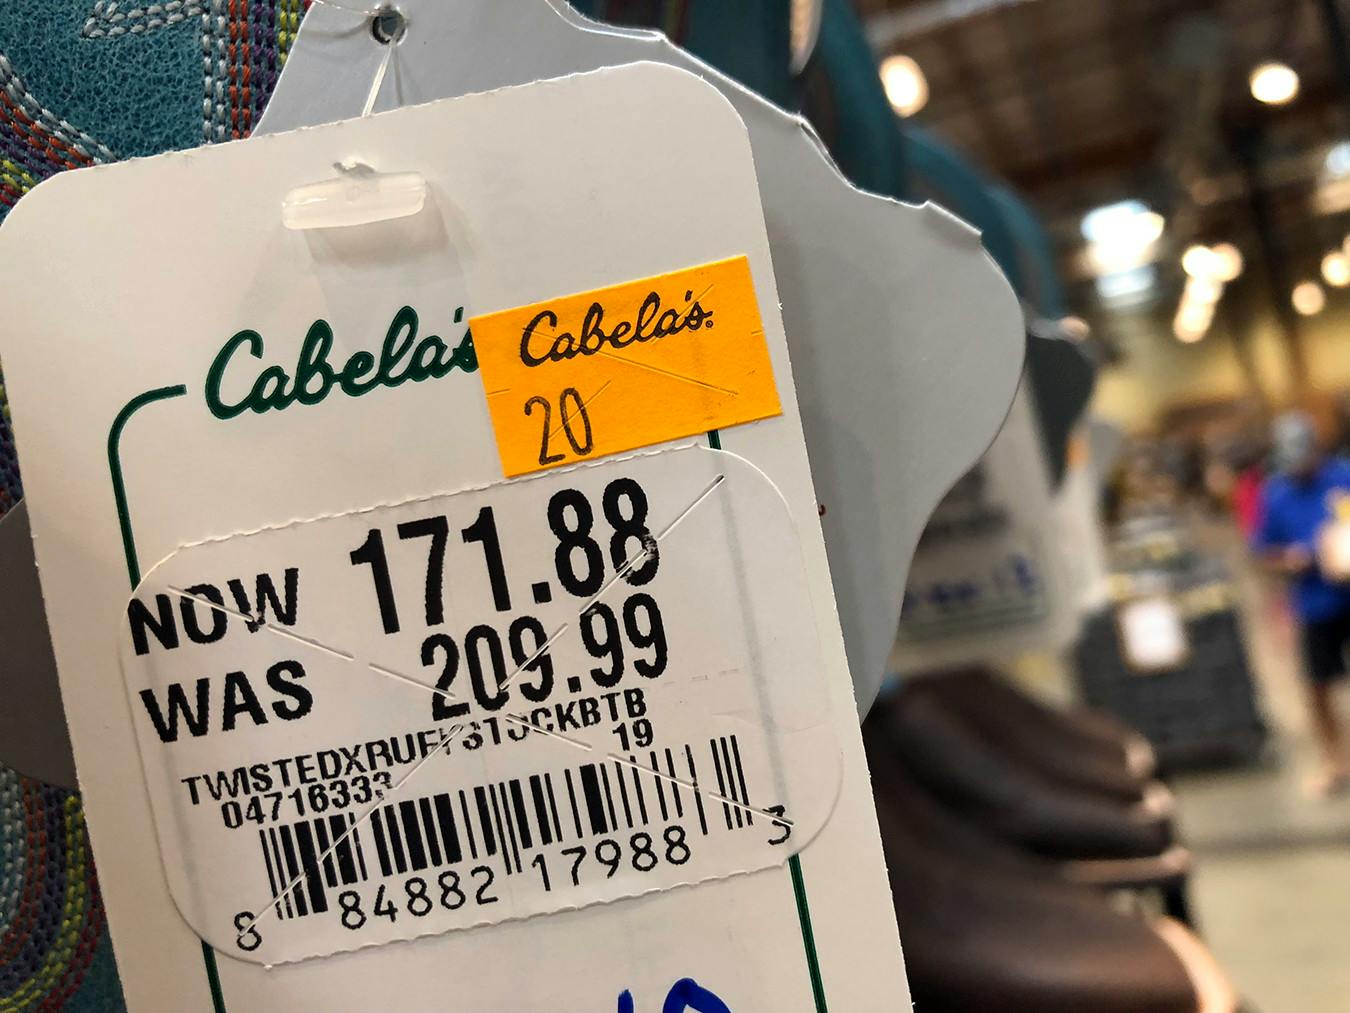 Cabela's
Cabela's®
20
NOW 171.88
WAS 209.99
TWISTEDXRUFFSTOCKBTB
04716333 19
8 84882 17988 3